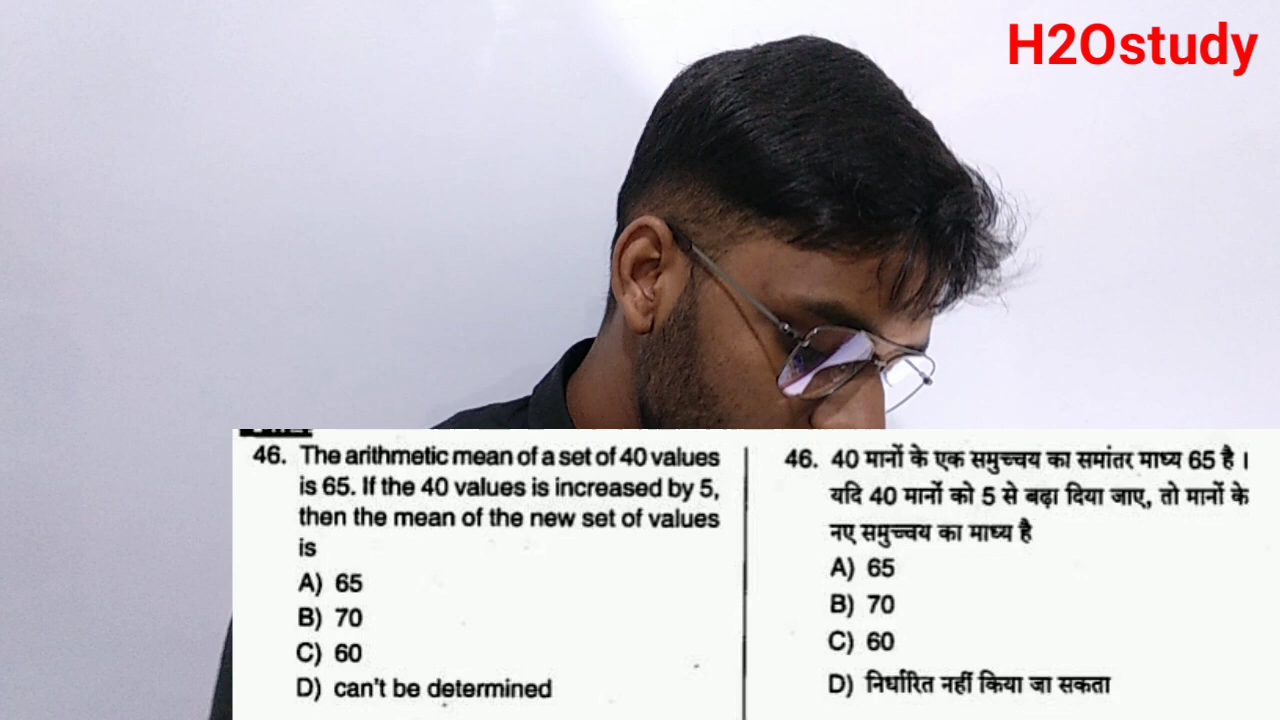 H2Ostudy
46. The arithmetic mean of a set of 40 values
is 65. If the 40 values is increased by 5,
then the mean of the new set of values
is
A) 65
B) 70
C) 60
D) can't be determined
46. 40 मानों के एक समुच्चय का समांतर माध्य 65 है ।
यदि 40 मानों को 5 से बढ़ा दिया जाए, तो मानों के
नए समुच्चय का माध्य है
A) 65
B) 70
C) 60
D) निर्धारित नहीं किया जा सकता